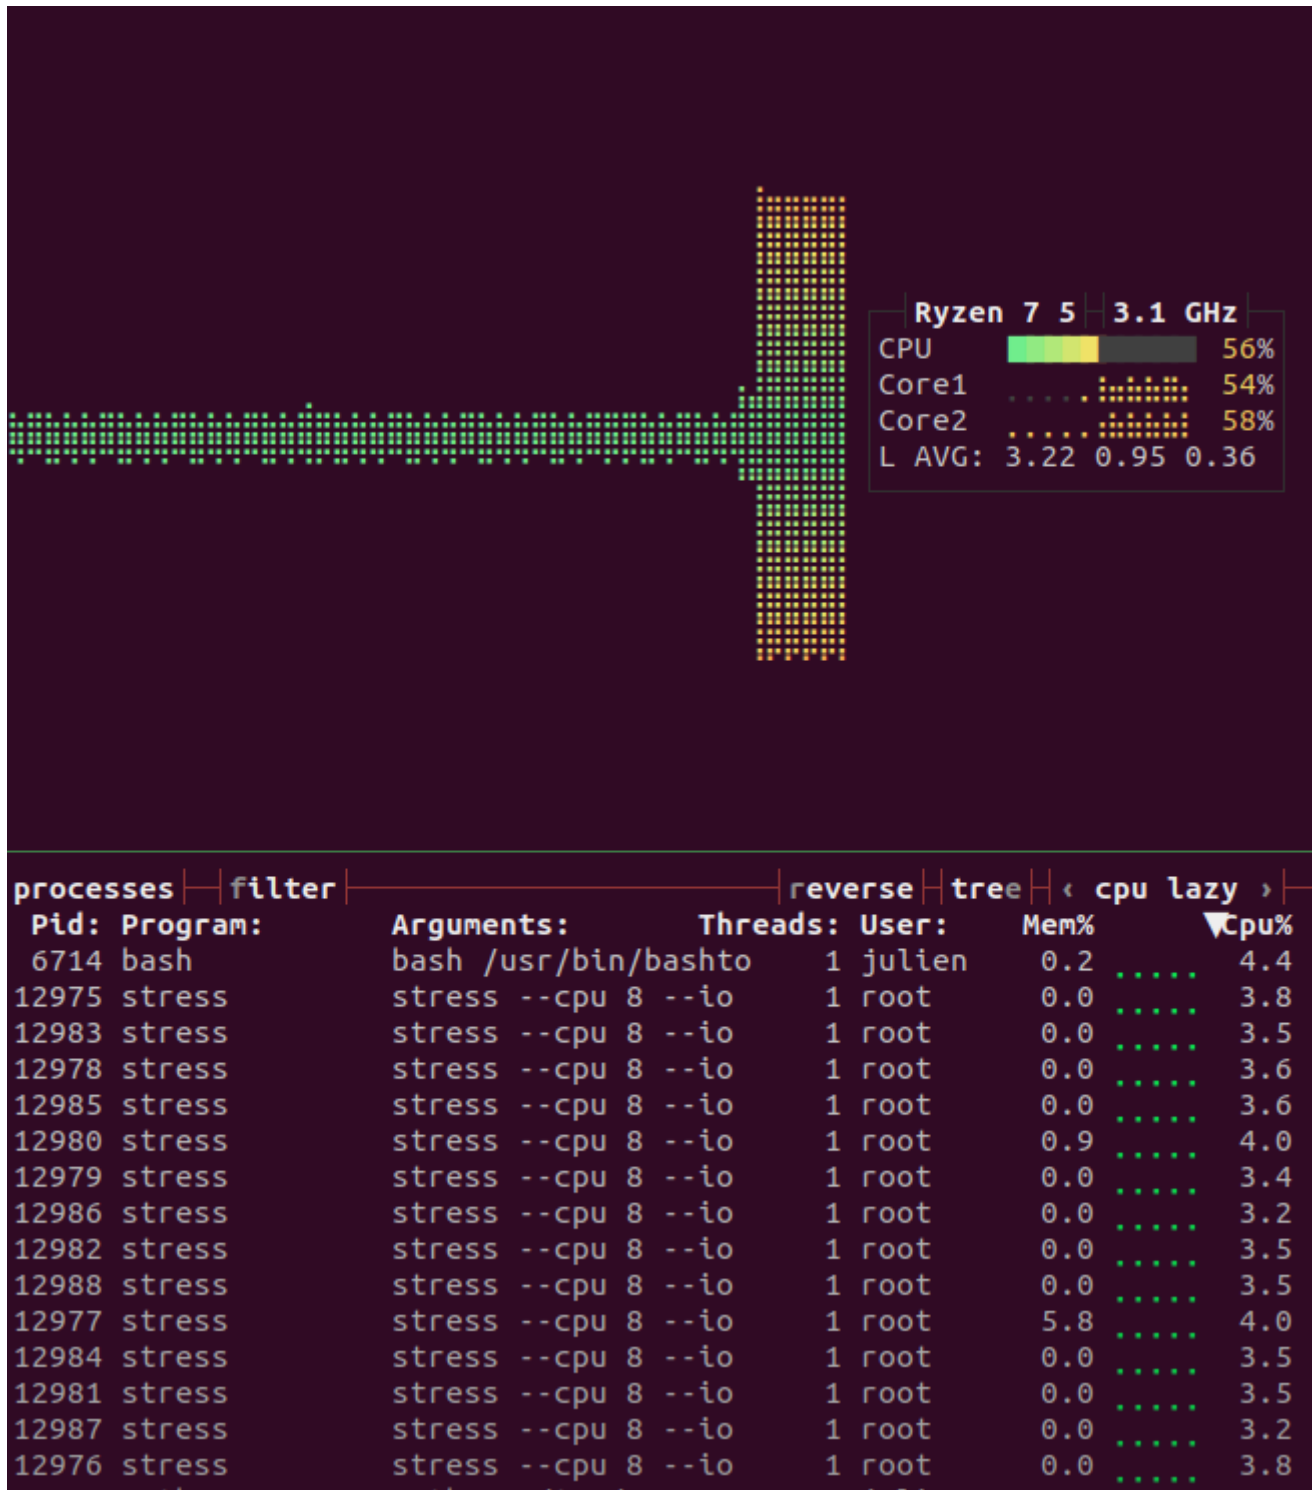 Ryzen 7 5 3.1 GHz
CPU 56%
Core1 54%
Core2 58%
L AVG: 3.22 0.95 0.36
processes filter reverse tree ‹ cpu lazy ›
Pid: Program: Arguments: Threads: User: Mem% ▼Cpu%
6714 bash bash /usr/bin/bashto 1 julien 0.2 4.4
12975 stress stress --cpu 8 --io 1 root 0.0 3.8
12983 stress stress --cpu 8 --io 1 root 0.0 3.5
12978 stress stress --cpu 8 --io 1 root 0.0 3.6
12985 stress stress --cpu 8 --io 1 root 0.0 3.6
12980 stress stress --cpu 8 --io 1 root 0.9 4.0
12979 stress stress --cpu 8 --io 1 root 0.0 3.4
12986 stress stress --cpu 8 --io 1 root 0.0 3.2
12982 stress stress --cpu 8 --io 1 root 0.0 3.5
12988 stress stress --cpu 8 --io 1 root 0.0 3.5
12977 stress stress --cpu 8 --io 1 root 5.8 4.0
12984 stress stress --cpu 8 --io 1 root 0.0 3.5
12981 stress stress --cpu 8 --io 1 root 0.0 3.5
12987 stress stress --cpu 8 --io 1 root 0.0 3.2
12976 stress stress --cpu 8 --io 1 root 0.0 3.8